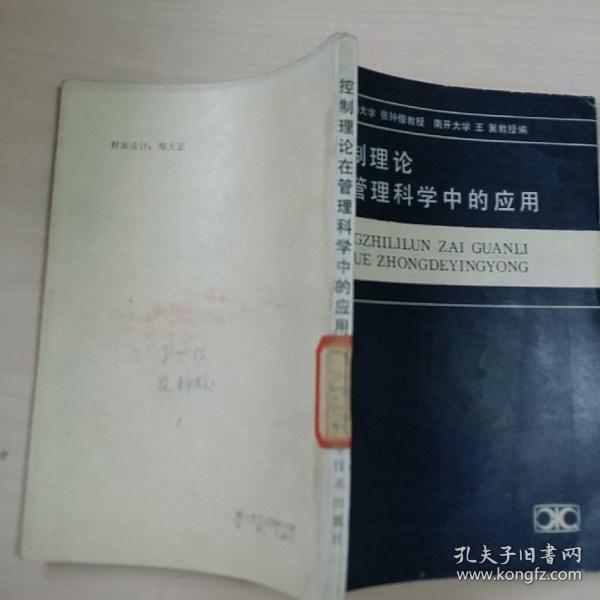 封面设计：郑大正
控制理论在管理科学中的应用
技术出版社
大学 张钟俊教授 南开大学 王翼教授编
制理论
管理科学中的应用
GZHILILUN ZAI GUANLI
UE ZHONGDEYINGYONG
孔夫子旧书网
www.kongfz.com